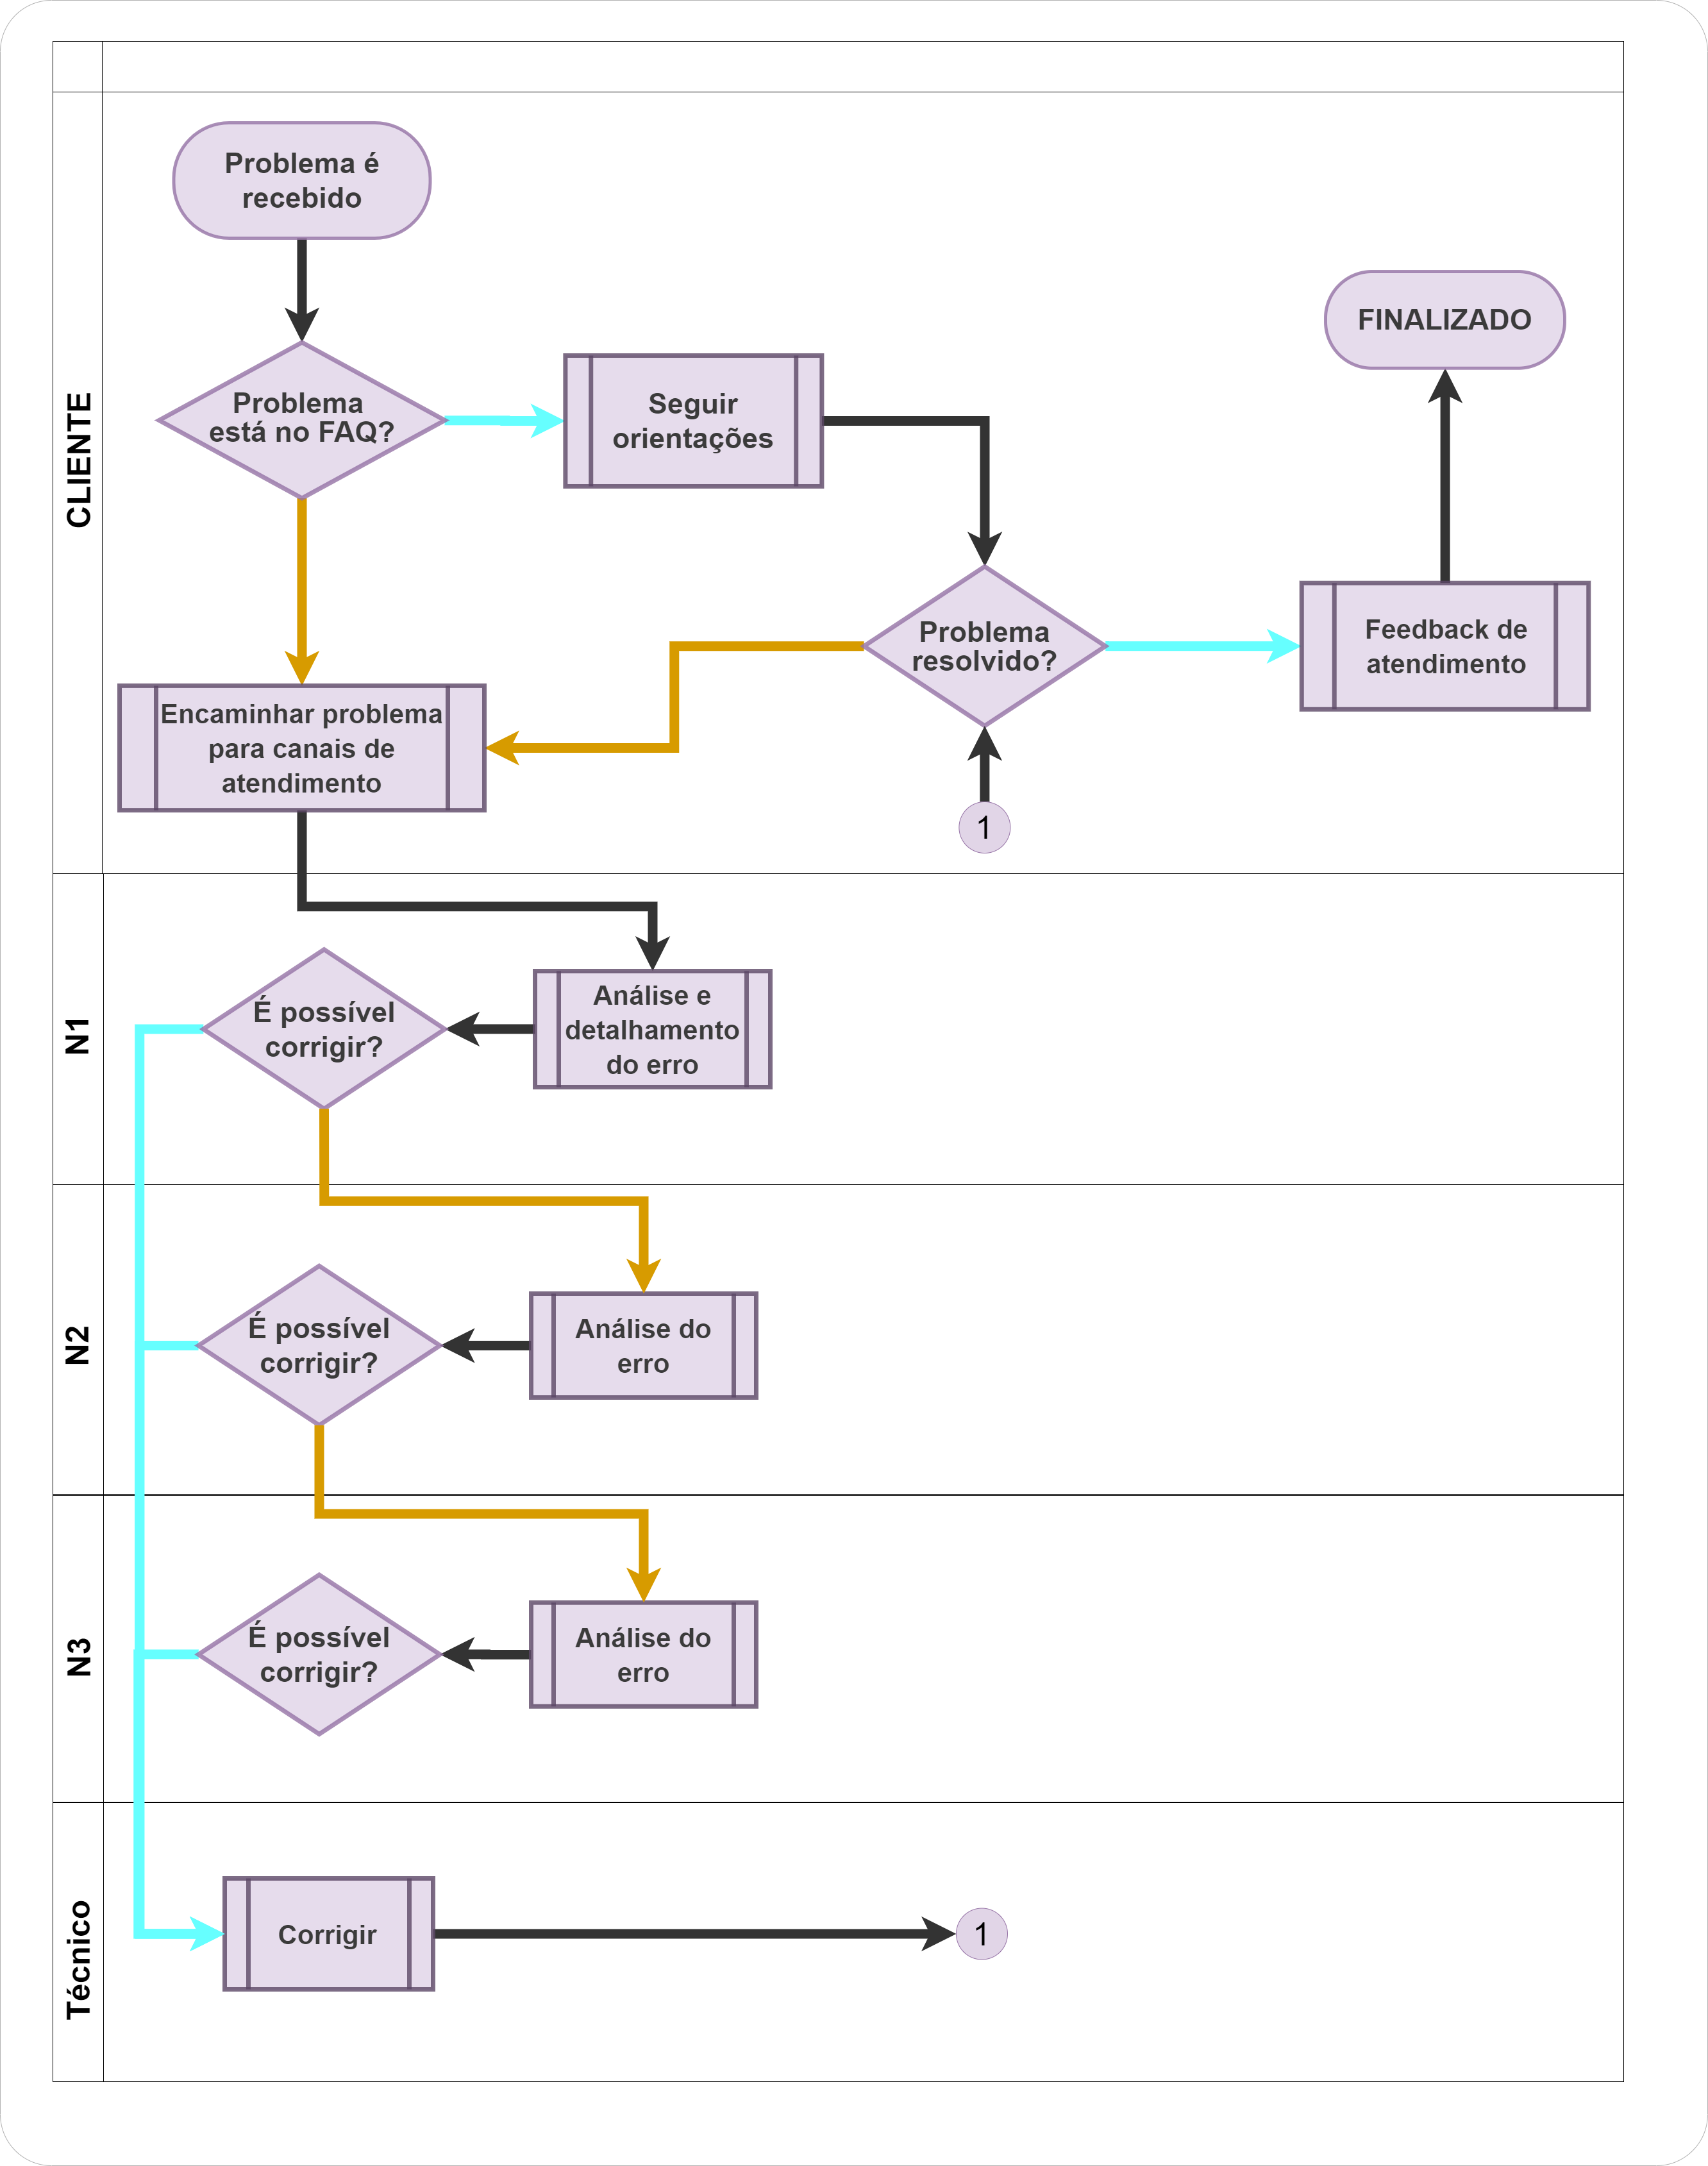 CLIENTE
Problema é
recebido
FINALIZADO
Problema
está no FAQ?
Seguir
orientações
Problema
resolvido?
Feedback de
atendimento
Encaminhar problema
para canais de
atendimento
1
N1
É possível
corrigir?
Análise e
detalhamento
do erro
N2
É possível
corrigir?
Análise do
erro
N3
É possível
corrigir?
Análise do
erro
Técnico
Corrigir
1